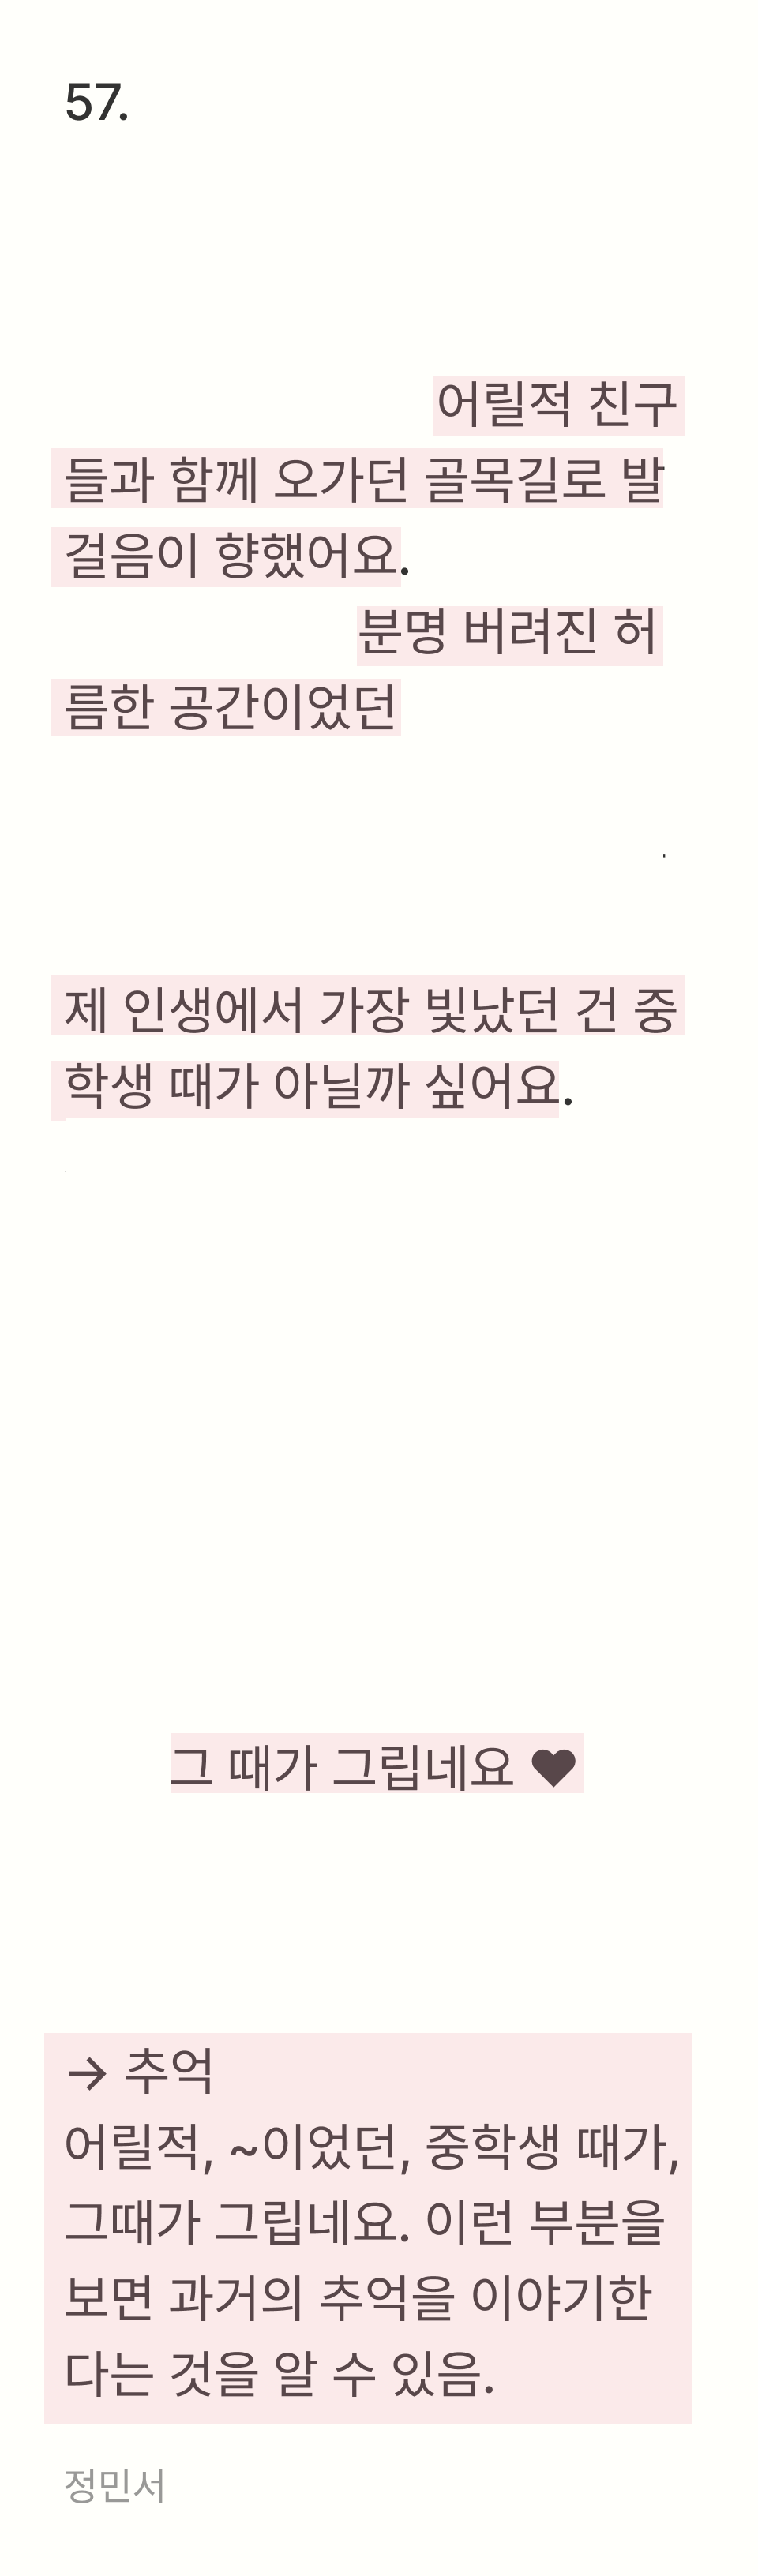 57.
어릴적 친구
들과 함께 오가던 골목길로 발
걸음이 향했어요.
분명 버려진 허
름한 공간이었던
제 인생에서 가장 빛났던 건 중
학생 때가 아닐까 싶어요.
그 때가 그립네요 ♥
→ 추억
어릴적, ~이었던, 중학생 때가,
그때가 그립네요. 이런 부분을
보면 과거의 추억을 이야기한
다는 것을 알 수 있음.
정민서